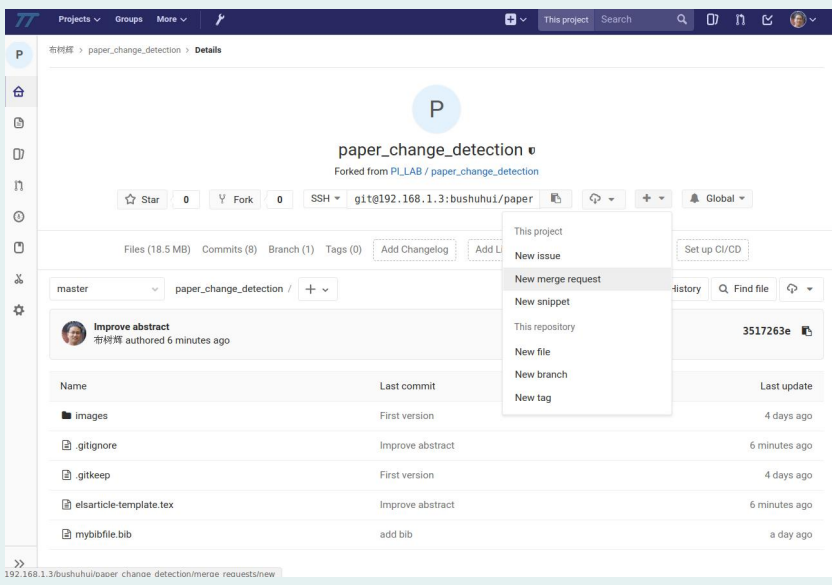 Projects Groups More This project Search
P 布树辉 > paper_change_detection > Details
P
paper_change_detection
Forked from PI_LAB / paper_change_detection
Star 0 Fork 0 SSH git@192.168.1.3:bushuhui/paper Global
Files (18.5 MB) Commits (8) Branch (1) Tags (0) Add Changelog Add Li Set up CI/CD
This project
New issue
New merge request
New snippet
This repository
New file
New branch
New tag
master paper_change_detection / History Find file
Improve abstract
布树辉 authored 6 minutes ago 3517263e
Name Last commit Last update
images First version 4 days ago
.gitignore Improve abstract 6 minutes ago
.gitkeep First version 4 days ago
elsarticle-template.tex Improve abstract 6 minutes ago
mybibfile.bib add bib a day ago
192.168.1.3/bushuhui/paper_change_detection/merge_requests/new